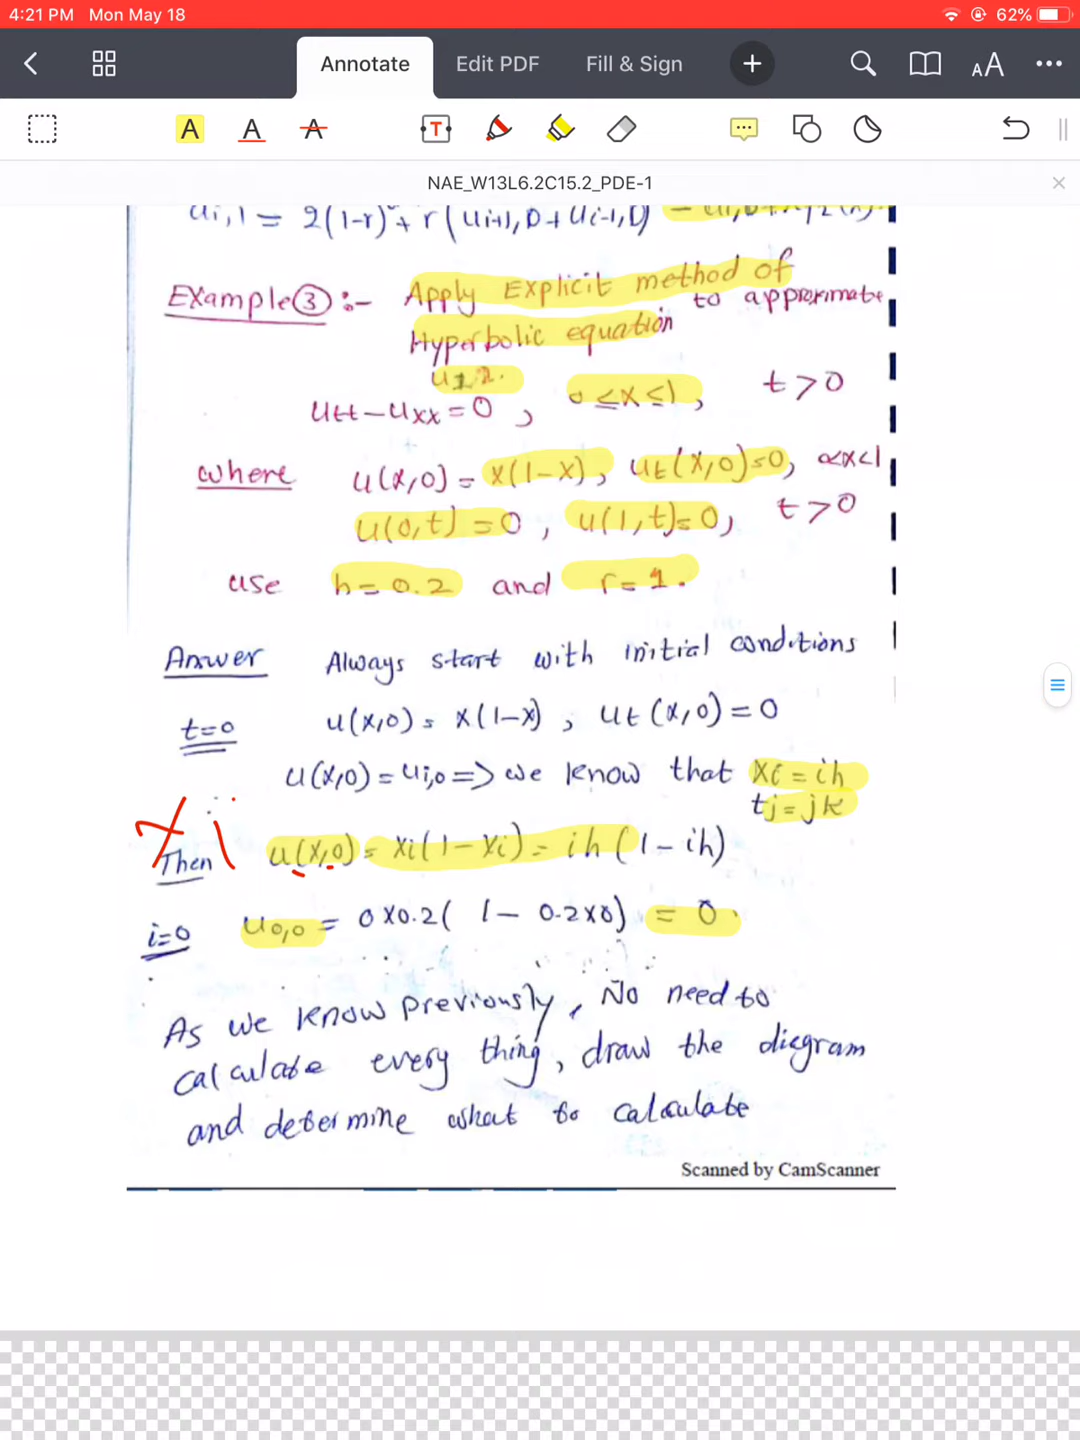 4:21 PM Mon May 18
62%
Annotate Edit PDF Fill & Sign
AA
A A A T
NAE_W13L6.2C15.2_PDE-1
ui,1 = 2(1-r)² + r(ui+1,0 + ui-1,0)
Example③:- Apply Explicit method of
Hyperbolic equation to approximate
u1,2.
utt-uxx=0, 0≤x≤1, t>0
where u(x,0)=x(1-x), ut(x,0)=0, 0<x<1
u(0,t)=0, u(1,t)=0, t>0
use h=0.2 and r=1.
Answer Always start with initial conditions
t=0 u(x,0)=x(1-x), ut(x,0)=0
u(x,0)=ui,0=> we know that xi=ih
tj=jk
xi
Then u(x,0)=xi(1-xi)=ih(1-ih)
i=0 u0,0= 0x0.2(1-0.2x0) =0.
As we know previously, No need to
calculate every thing, draw the diegram
and determine what to calculate
Scanned by CamScanner